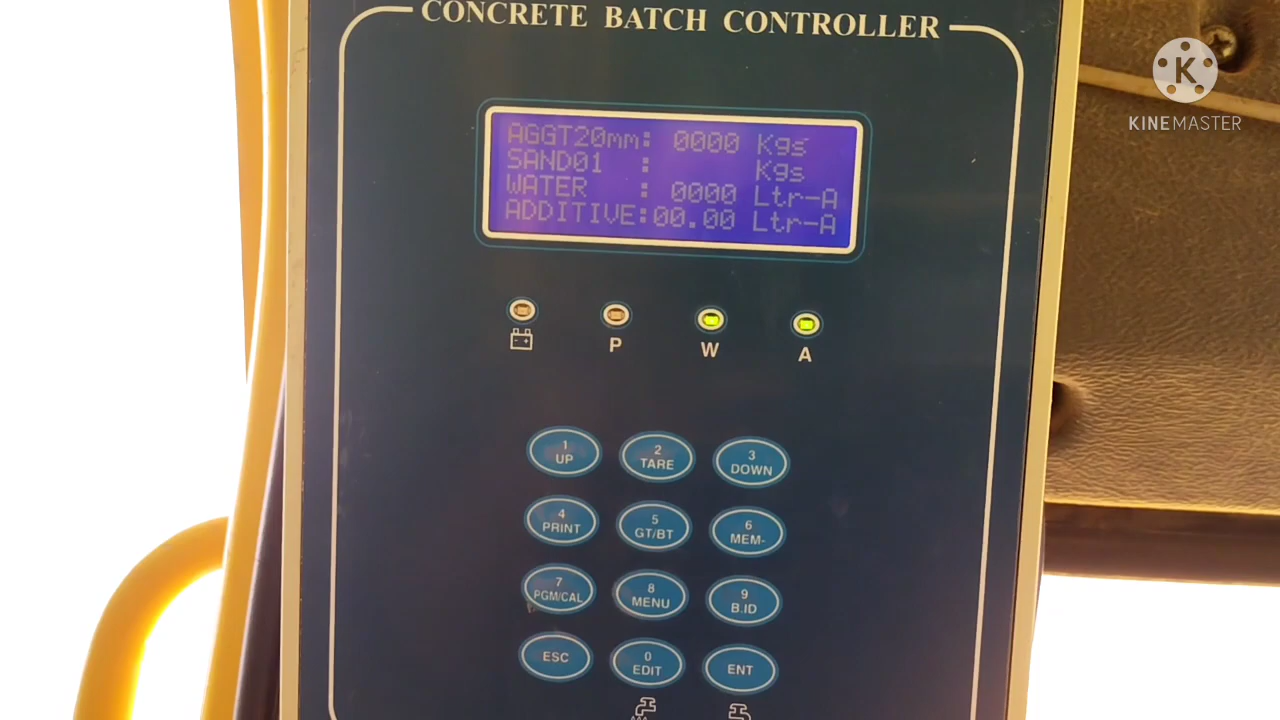 CONCRETE BATCH CONTROLLER
K
KINEMASTER
AGGT20mm: 0000 Kgs
SAND01 : Kgs
WATER : 0000 Ltr-A
ADDITIVE:00.00 Ltr-A
P W A
1 UP
2 TARE
3 DOWN
4 PRINT
5 GT/BT
6 MEM-
7 PGM/CAL
8 MENU
9 B.ID
ESC
0 EDIT
ENT